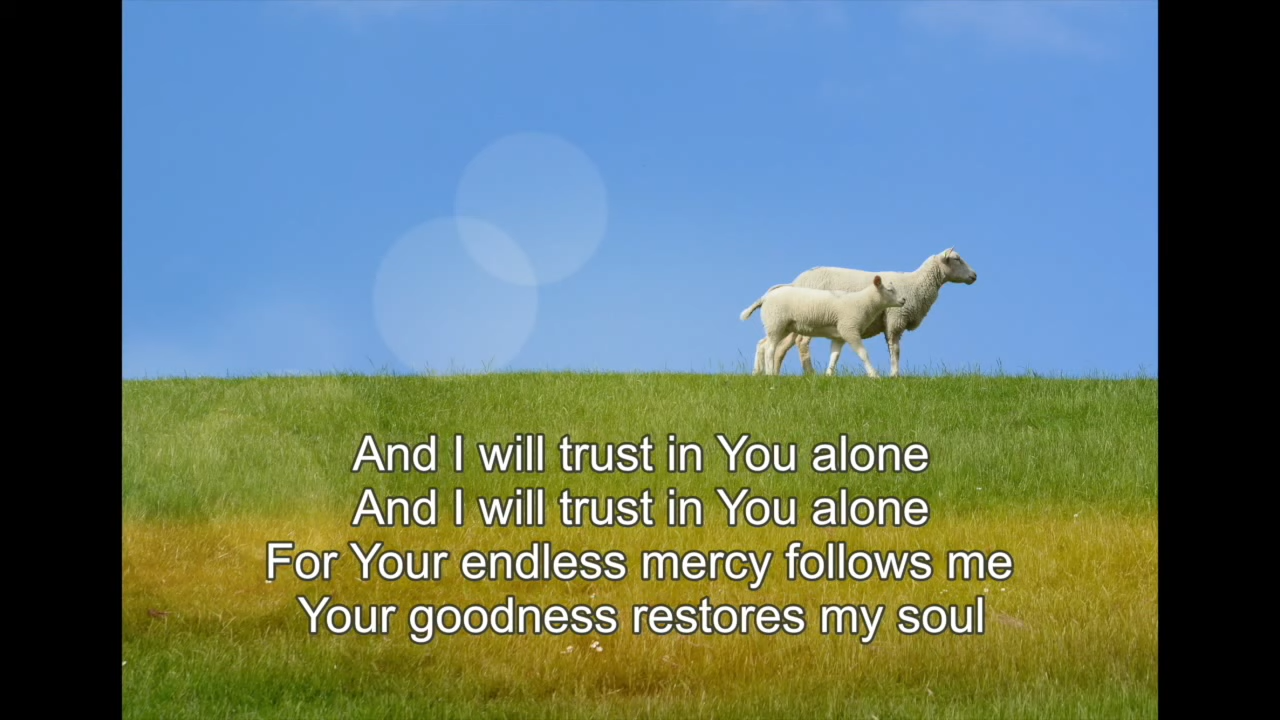 And I will trust in You alone
And I will trust in You alone
For Your endless mercy follows me
Your goodness restores my soul